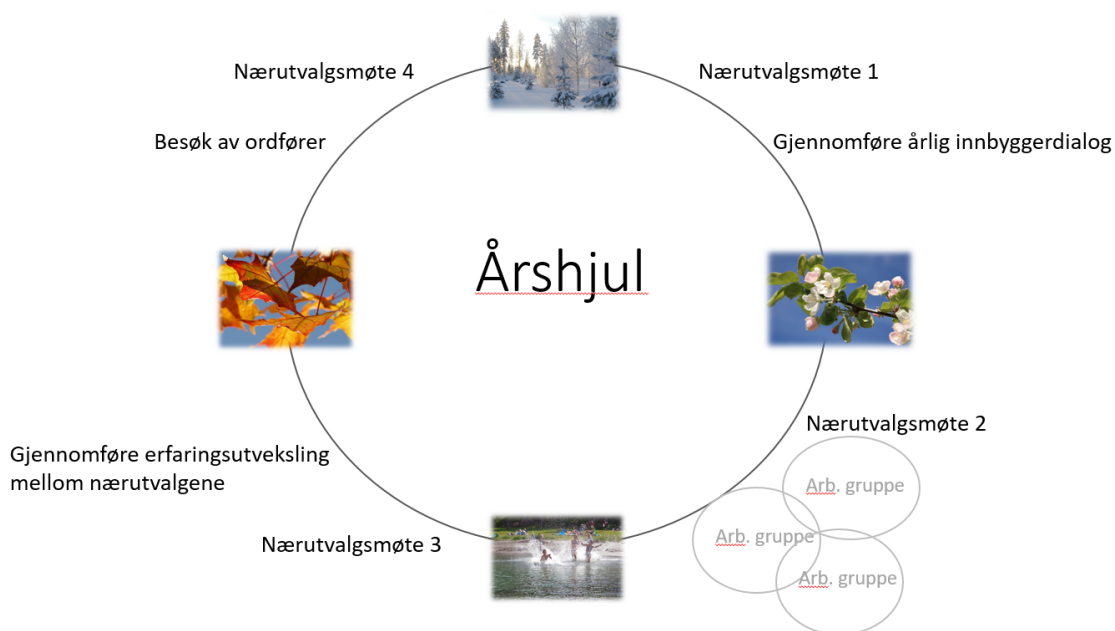 Nærutvalgsmøte 4
Nærutvalgsmøte 1
Besøk av ordfører
Gjennomføre årlig innbyggerdialog
Årshjul
Nærutvalgsmøte 2
Gjennomføre erfaringsutveksling
mellom nærutvalgene
Arb. gruppe
Arb. gruppe
Nærutvalgsmøte 3
Arb. gruppe